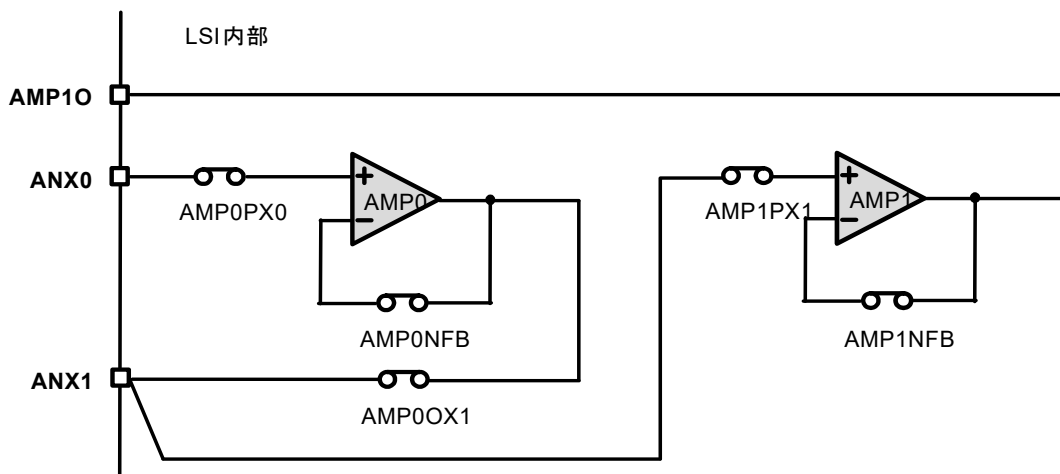 LSI内部
AMP1O
ANX0
AMP0PX0
+
−
AMP0
AMP1PX1
+
−
AMP1
AMP0NFB
AMP1NFB
ANX1
AMP0OX1